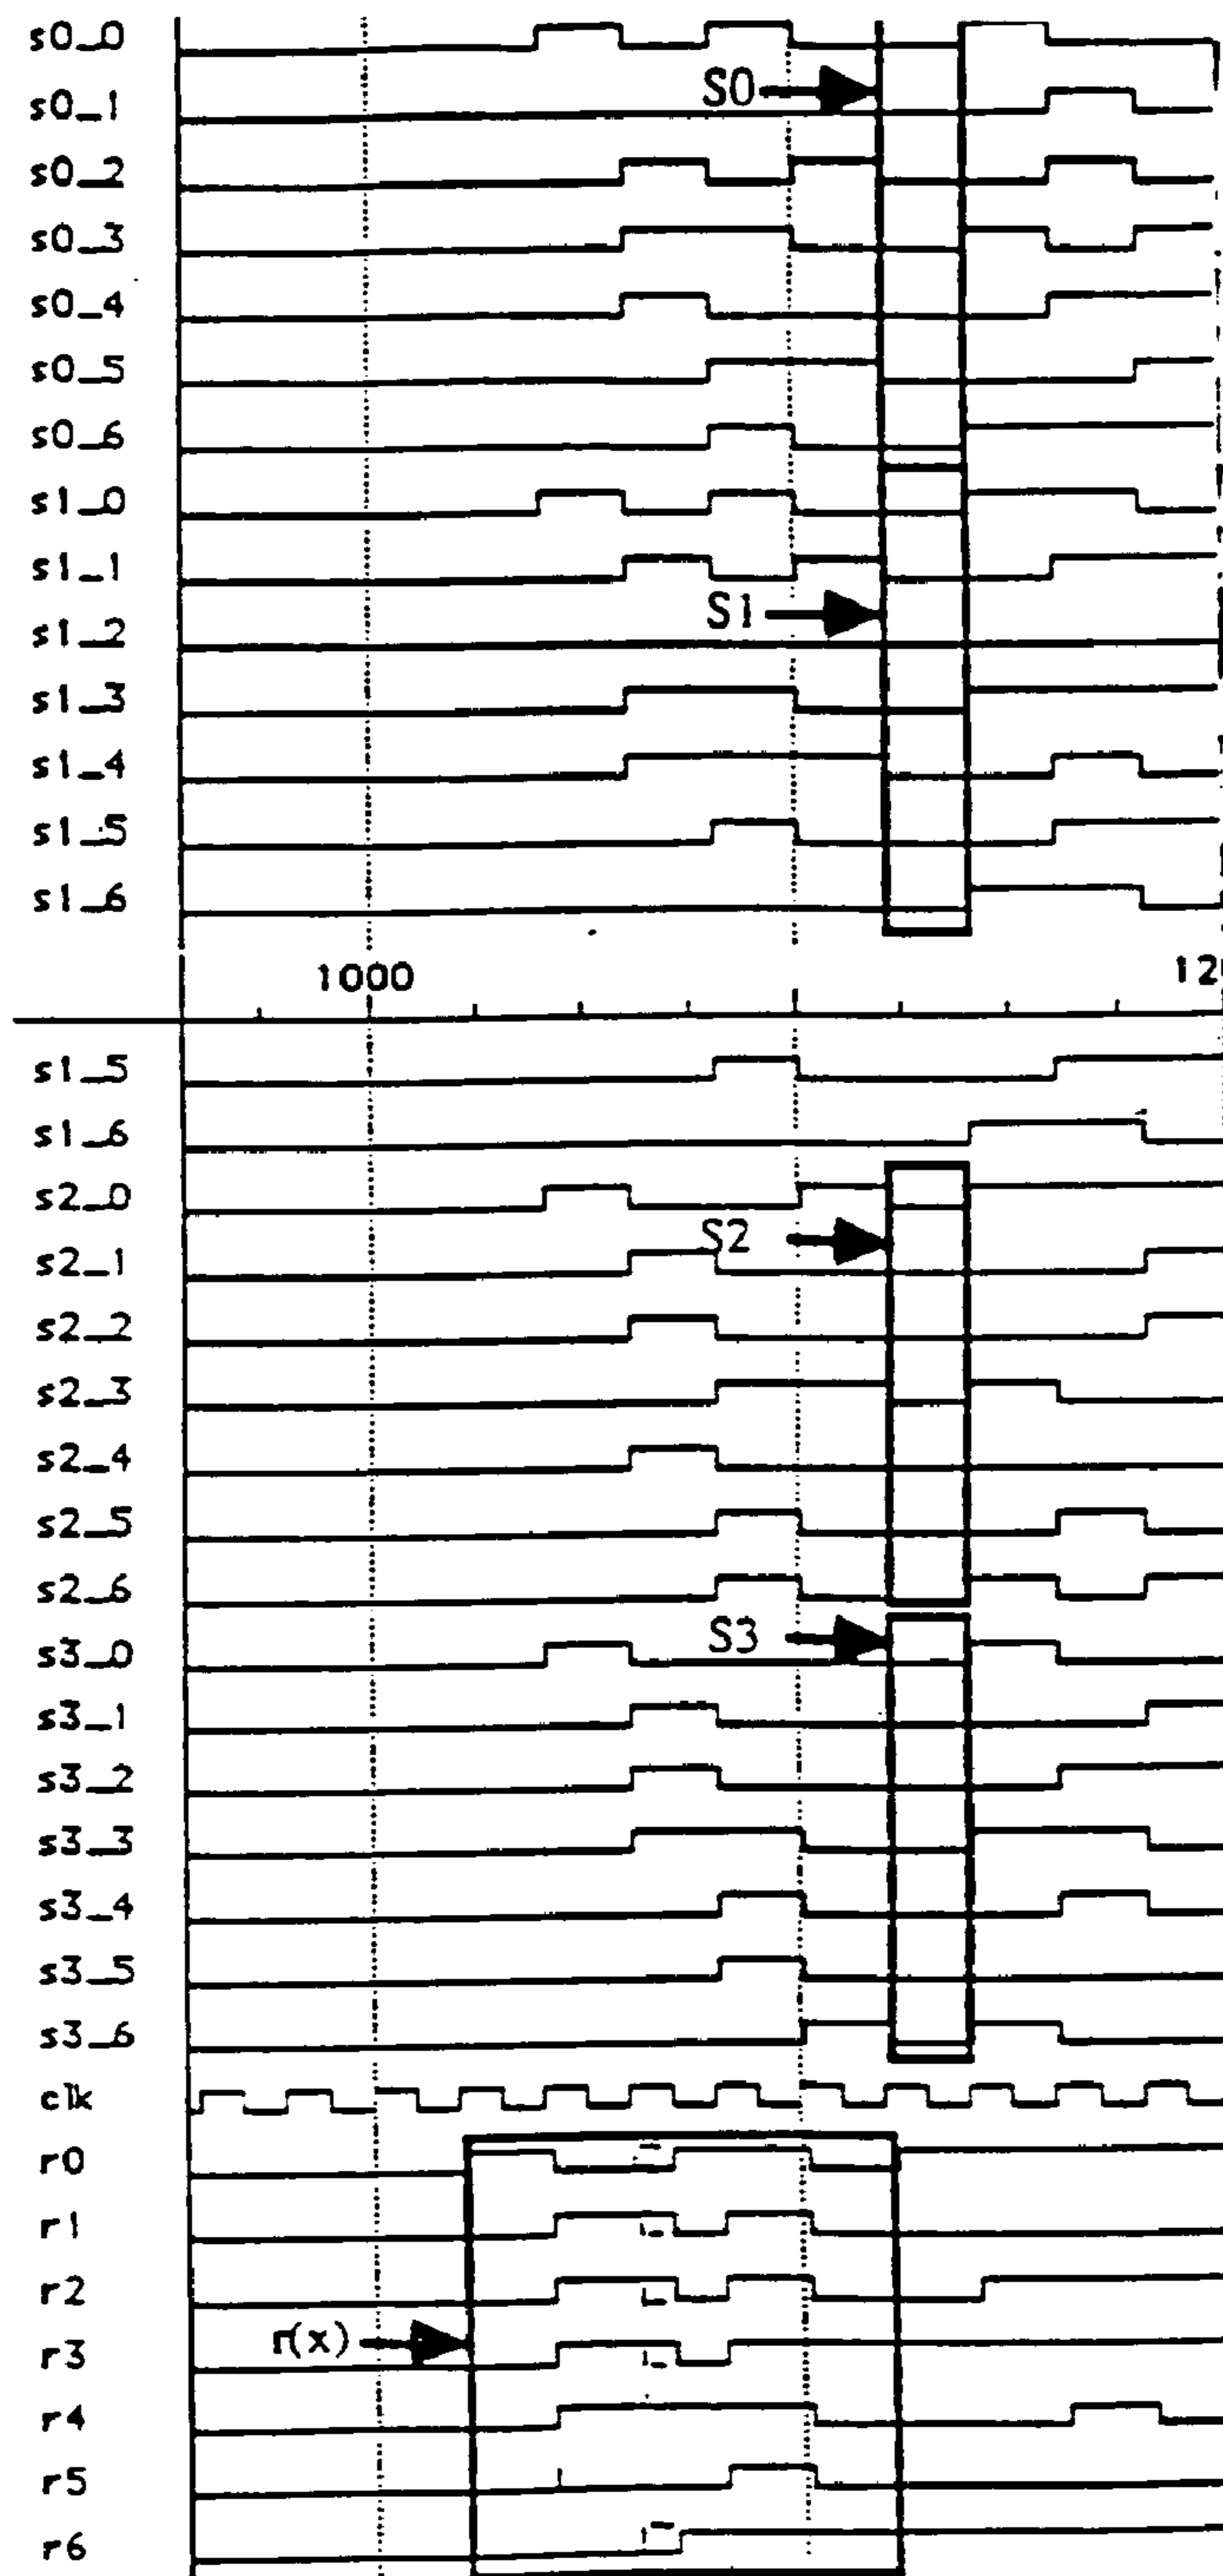 s0_0
S0
s0_1
s0_2
s0_3
s0_4
s0_5
s0_6
s1_0
s1_1
S1
s1_2
s1_3
s1_4
s1_5
s1_6
1000 12
s1_5
s1_6
s2_0
S2
s2_1
s2_2
s2_3
s2_4
s2_5
s2_6
S3
s3_0
s3_1
s3_2
s3_3
s3_4
s3_5
s3_6
clk
r0
r1
r2
r(x)
r3
r4
r5
r6